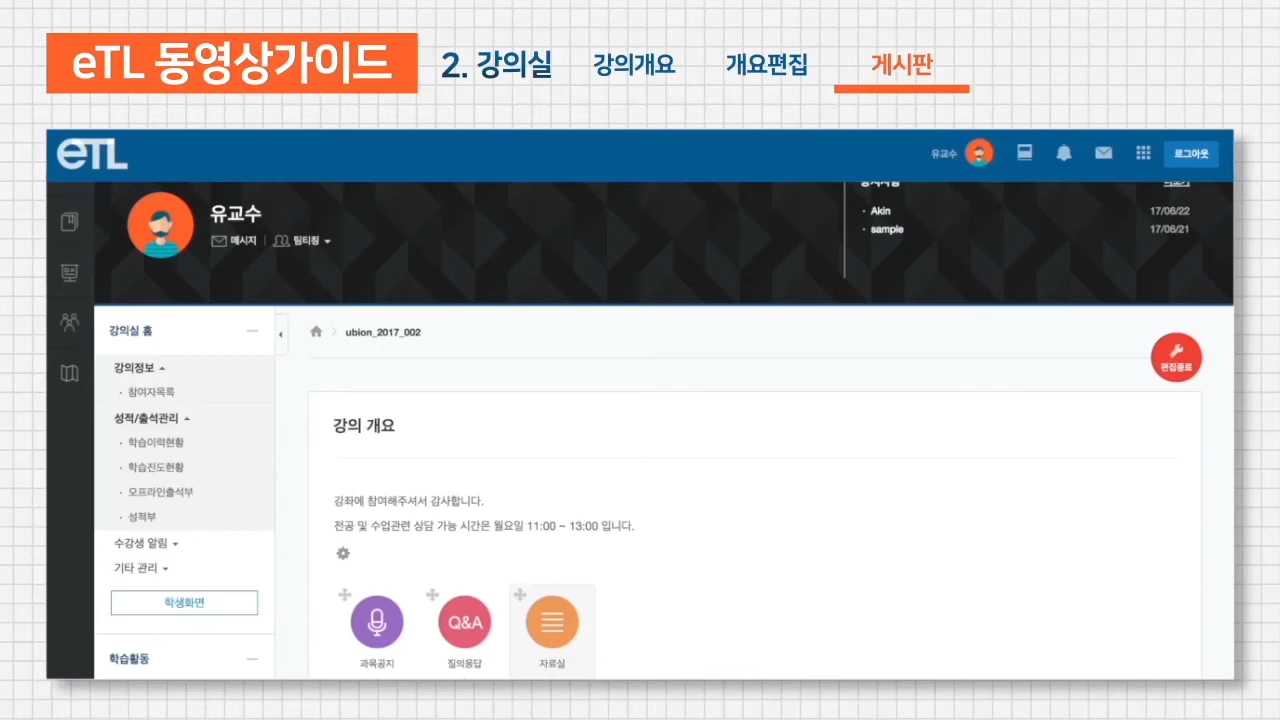 eTL 동영상가이드
2. 강의실 강의개요 개요편집 게시판
eTL
유교수 로그아웃
유교수
메시지 팀티칭
공지사항 더보기
· Akin 17/06/22
· sample 17/06/21
강의실 홈
ubion_2017_002
편집종료
강의정보
· 참여자목록
성적/출석관리
· 학습이력현황
· 학습진도현황
· 오프라인출석부
· 성적부
수강생 알림
기타 관리
학생화면
학습활동
강의 개요
강좌에 참여해주셔서 감사합니다.
전공 및 수업관련 상담 가능 시간은 월요일 11:00 ~ 13:00 입니다.
Q&A
과목공지 질의응답 자료실